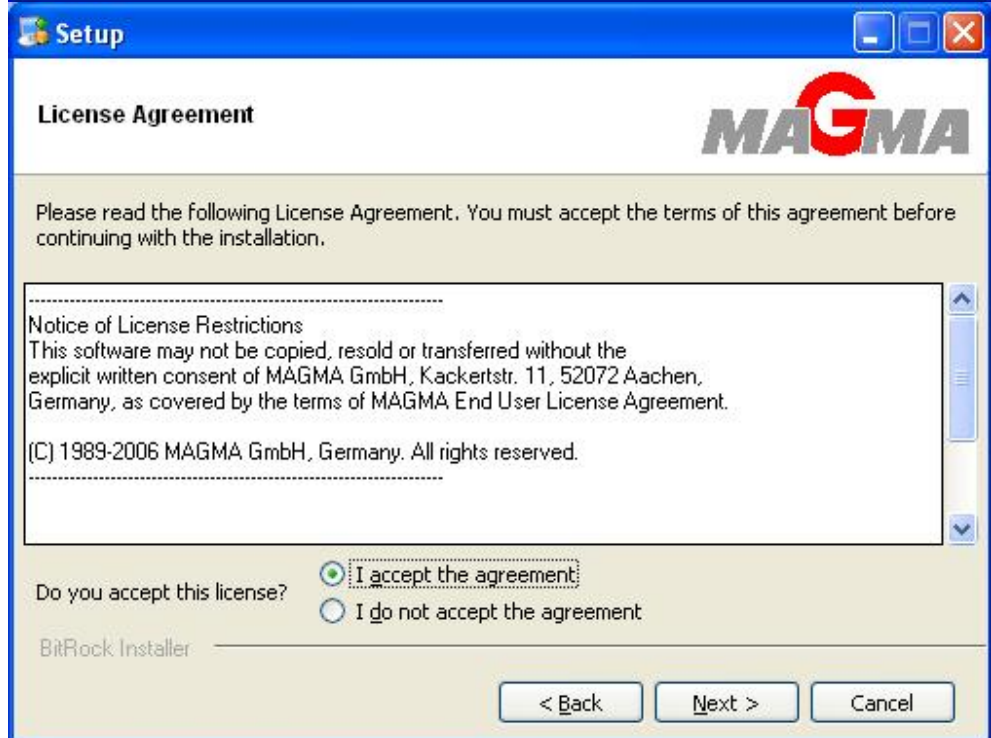 Setup
License Agreement
MAGMA
Please read the following License Agreement. You must accept the terms of this agreement before
continuing with the installation.
------------------------------------------------------------------------
Notice of License Restrictions
This software may not be copied, resold or transferred without the
explicit written consent of MAGMA GmbH, Kackertstr. 11, 52072 Aachen,
Germany, as covered by the terms of MAGMA End User License Agreement.
(C) 1989-2006 MAGMA GmbH, Germany. All rights reserved.
------------------------------------------------------------------------
Do you accept this license?
I accept the agreement
I do not accept the agreement
BitRock Installer
< Back
Next >
Cancel